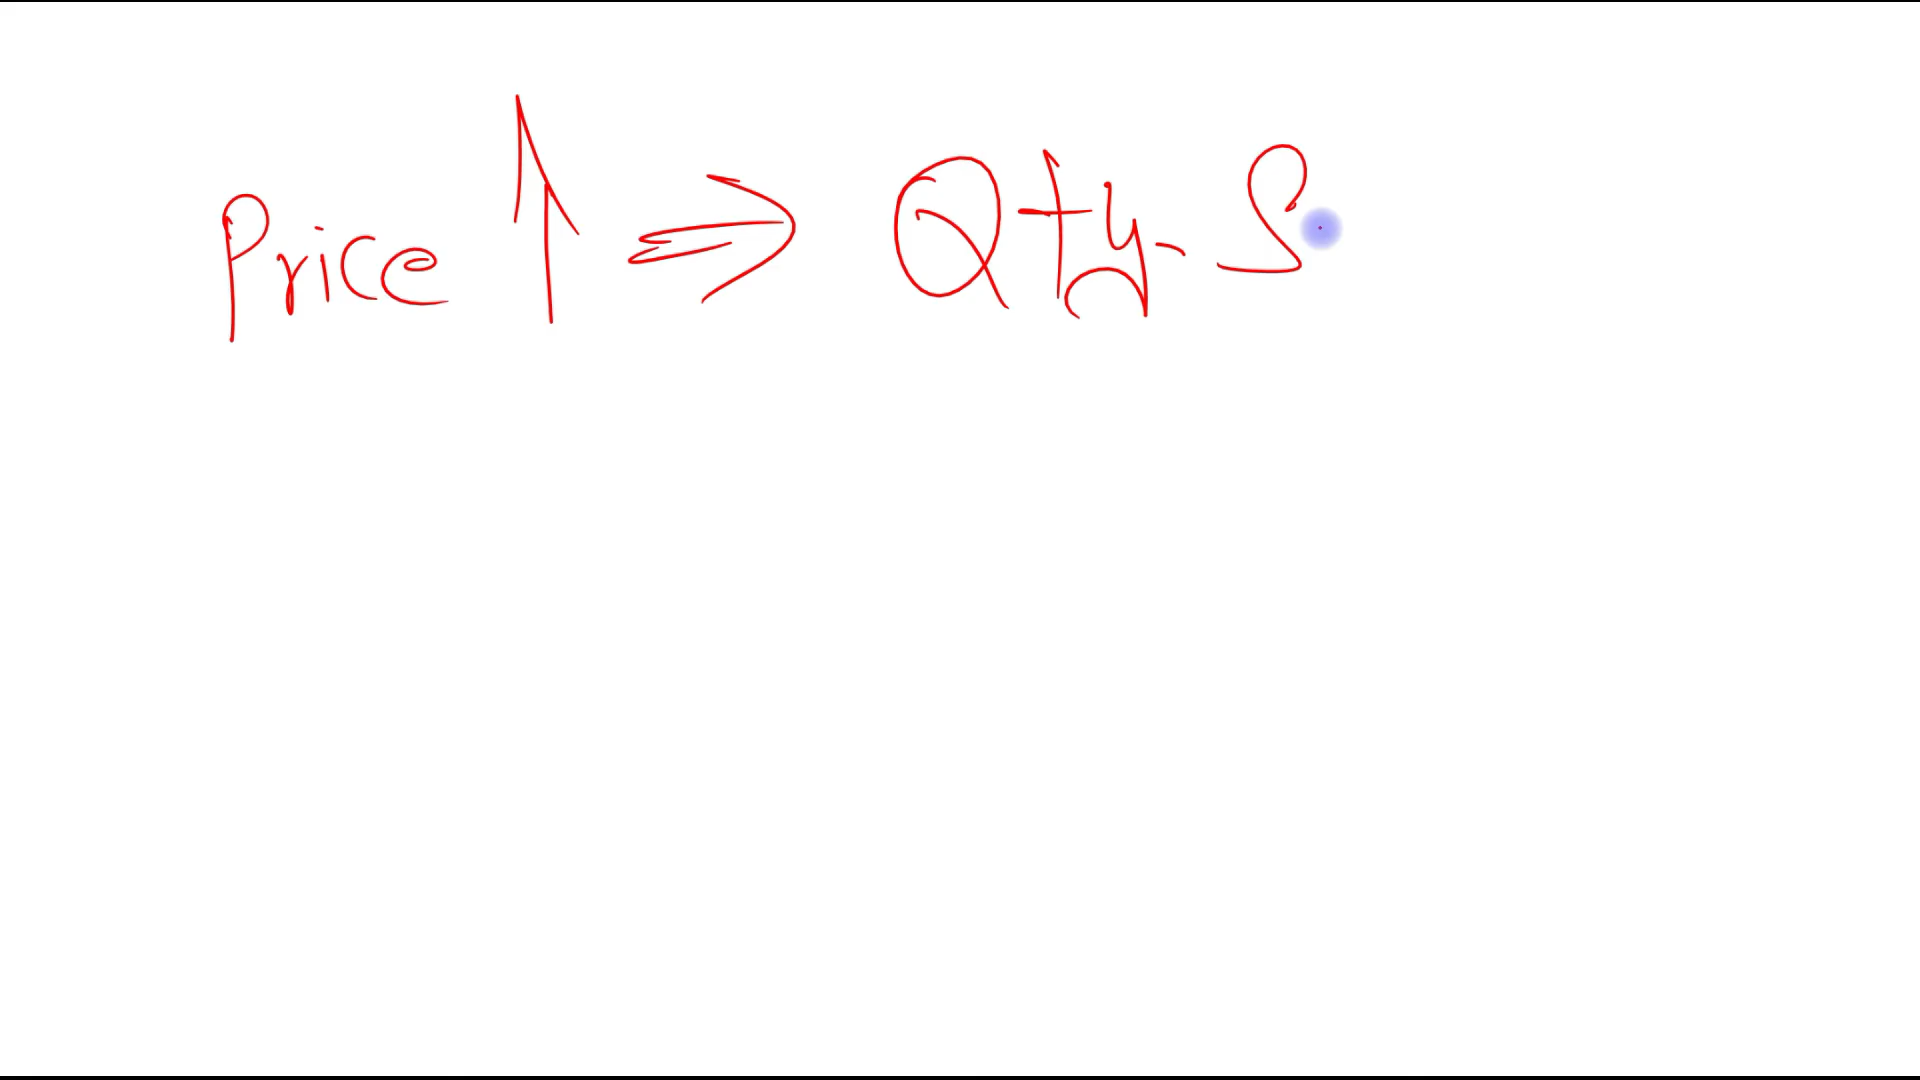 Price ↑ ⇒ Qty. S